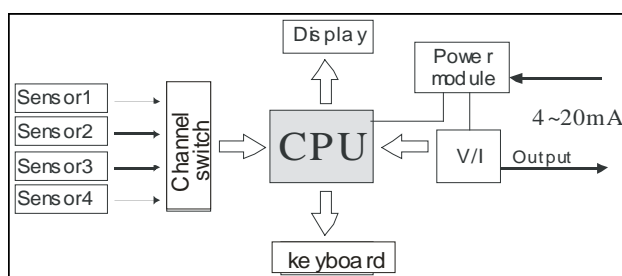 Display
Power
module
Sensor1
Sensor2
Sensor3
Sensor4
Channel
switch
CPU
4~20mA
V/I
Output
keyboard